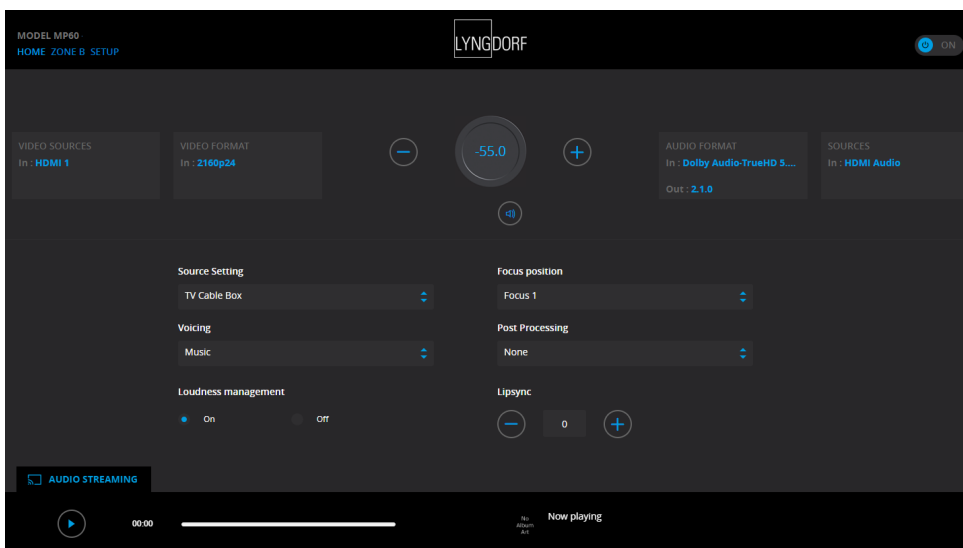 MODEL MP60
HOME ZONE B SETUP
LYNGDORF
ON
VIDEO SOURCES
In : HDMI 1
VIDEO FORMAT
In : 2160p24
-55.0
AUDIO FORMAT
In : Dolby Audio-TrueHD 5....
Out : 2.1.0
SOURCES
In : HDMI Audio
Source Setting
TV Cable Box
Focus position
Focus 1
Voicing
Music
Post Processing
None
Loudness management
On Off
Lipsync
0
AUDIO STREAMING
00:00
No
Album
Art
Now playing